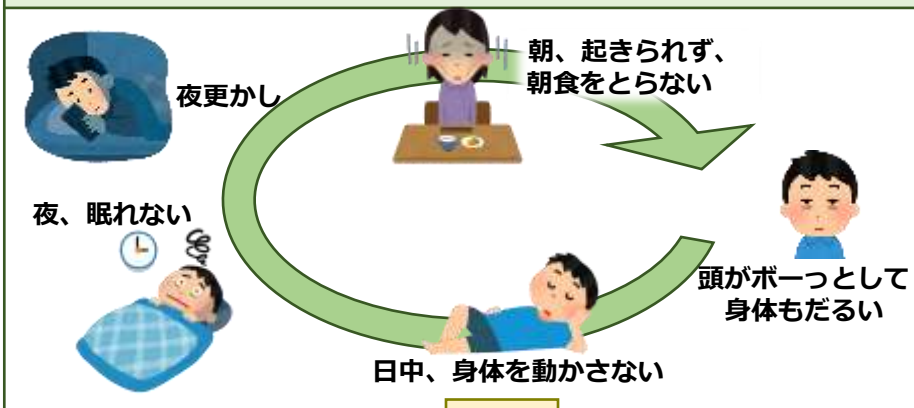 夜更かし
朝、起きられず、
朝食をとらない
頭がボーっとして
身体もだるい
日中、身体を動かさない
夜、眠れない